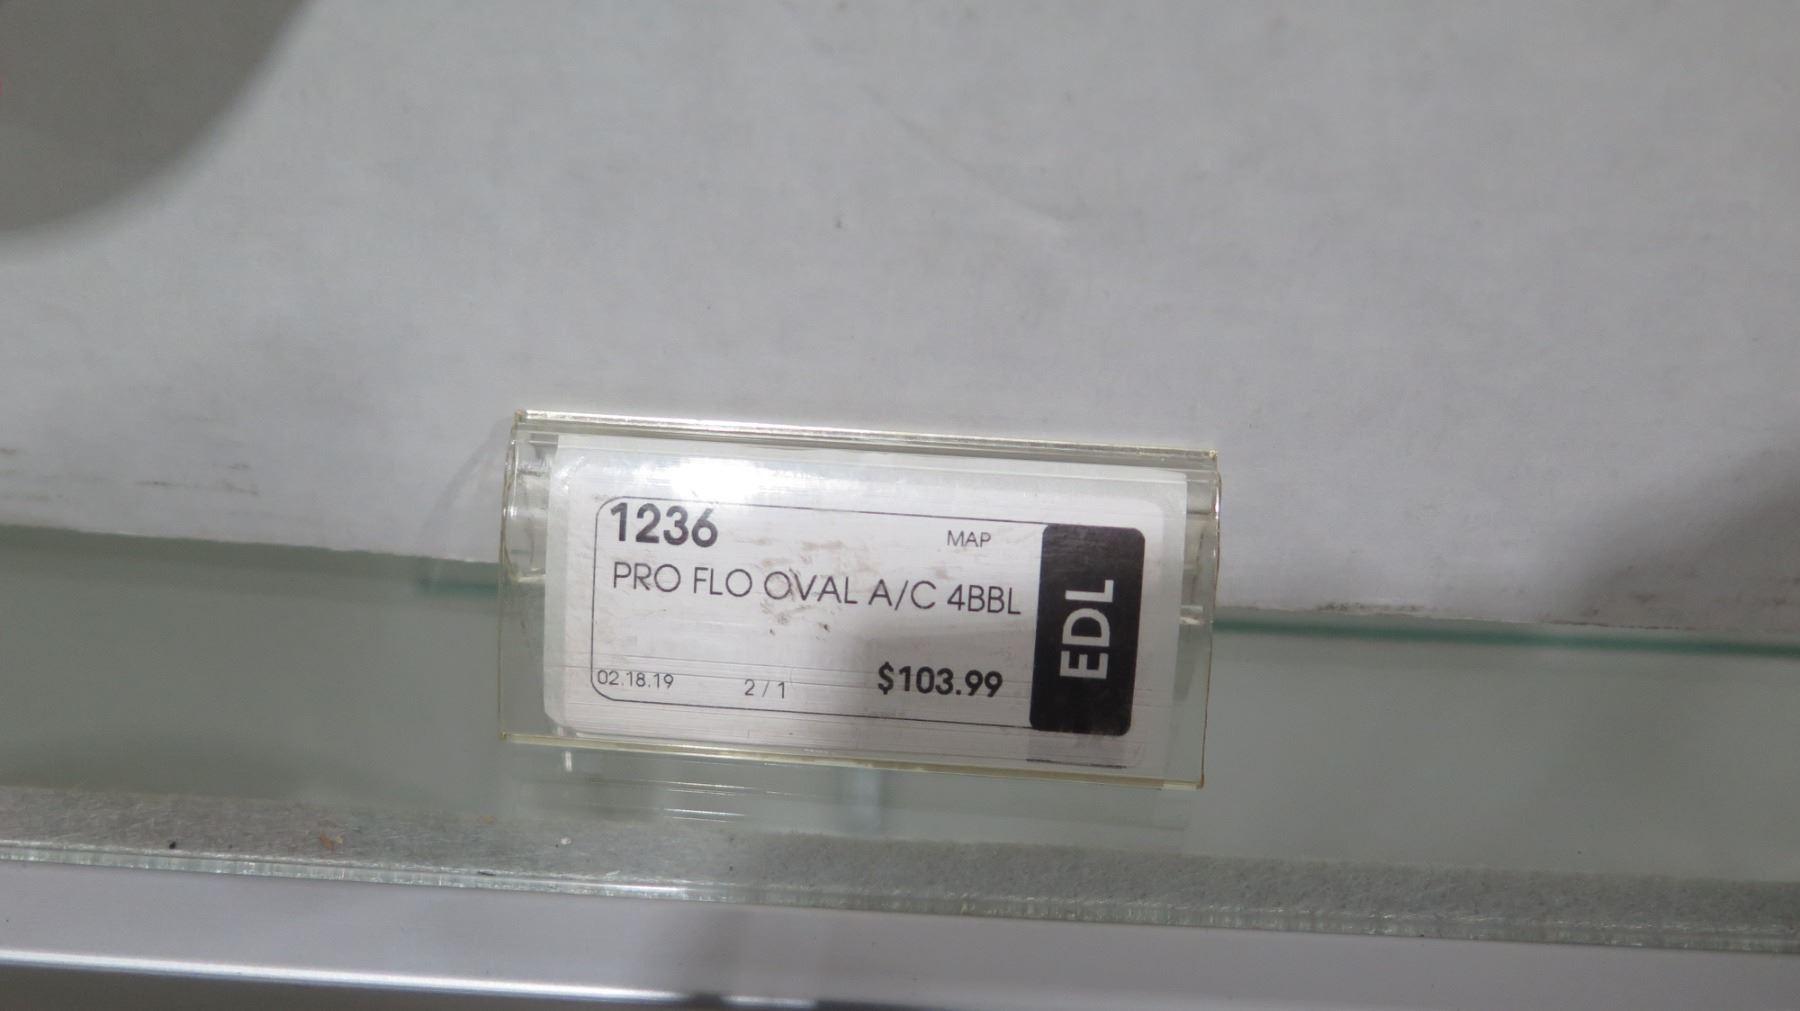 1236
MAP
PRO FLO OVAL A/C 4BBL
02.18.19
2/1
$103.99
EDL